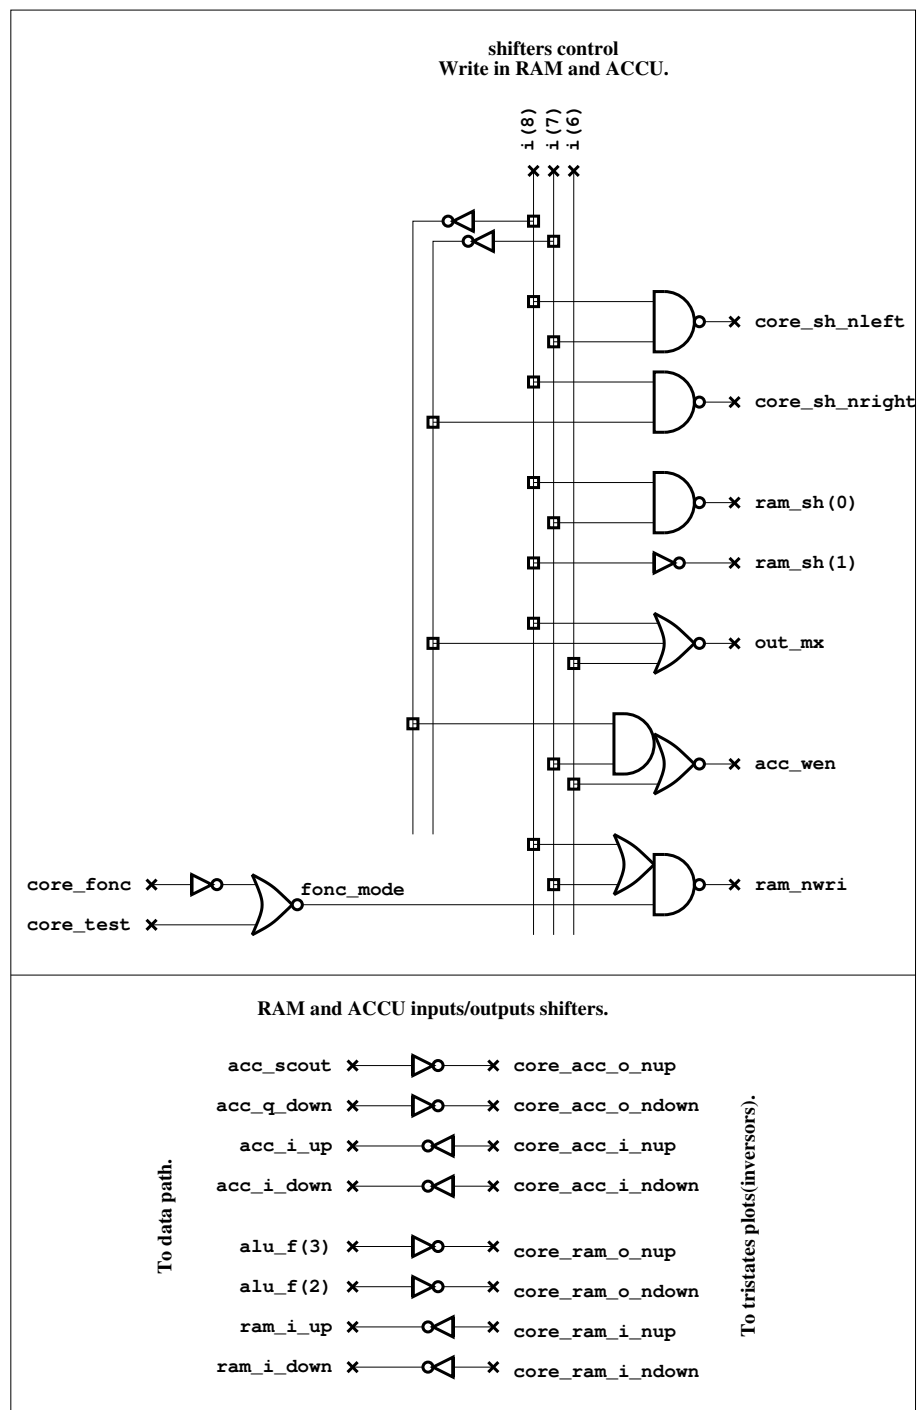 shifters control
Write in RAM and ACCU.
i(8)
i(7)
i(6)
core_sh_nleft
core_sh_nright
ram_sh(0)
ram_sh(1)
out_mx
acc_wen
core_fonc
fonc_mode
ram_nwri
core_test
RAM and ACCU inputs/outputs shifters.
acc_scout core_acc_o_nup
acc_q_down core_acc_o_ndown
acc_i_up core_acc_i_nup
acc_i_down core_acc_i_ndown
alu_f(3) core_ram_o_nup
alu_f(2) core_ram_o_ndown
ram_i_up core_ram_i_nup
ram_i_down core_ram_i_ndown
To data path.
To tristates plots(inversors).